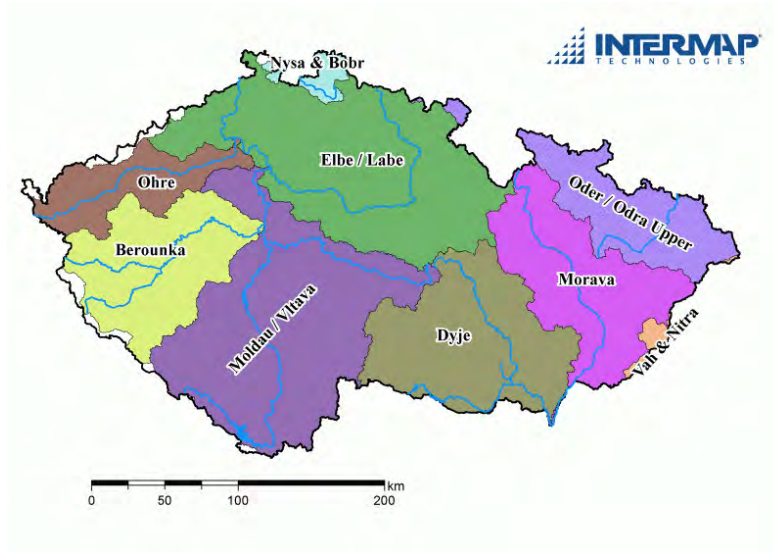 INTERMAP
TECHNOLOGIES
Nysa & Bobr
Elbe / Labe
Ohre
Oder / Odra Upper
Berounka
Morava
Moldau / Vltava
Dyje
Vah & Nitra
km
0 50 100 200